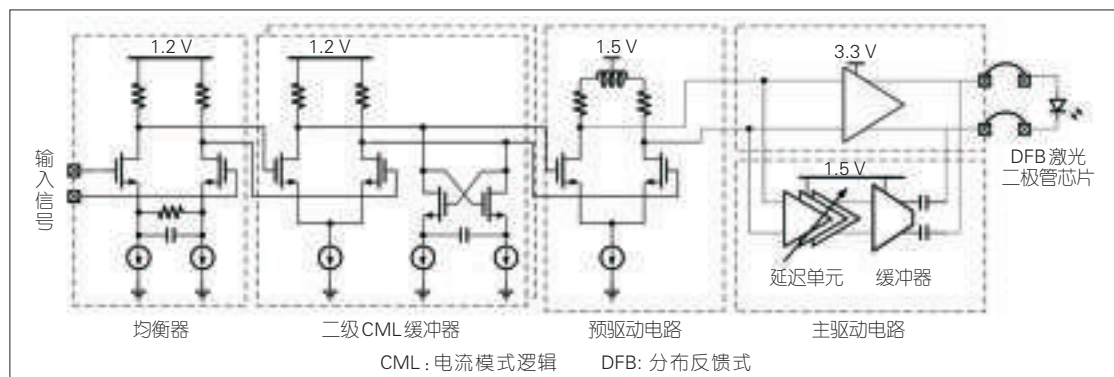 1.2 V
1.2 V
1.5 V
3.3 V
1.5 V
输入信号
DFB 激光
二极管芯片
延迟单元
缓冲器
均衡器
二级 CML 缓冲器
预驱动电路
主驱动电路
CML：电流模式逻辑 DFB: 分布反馈式